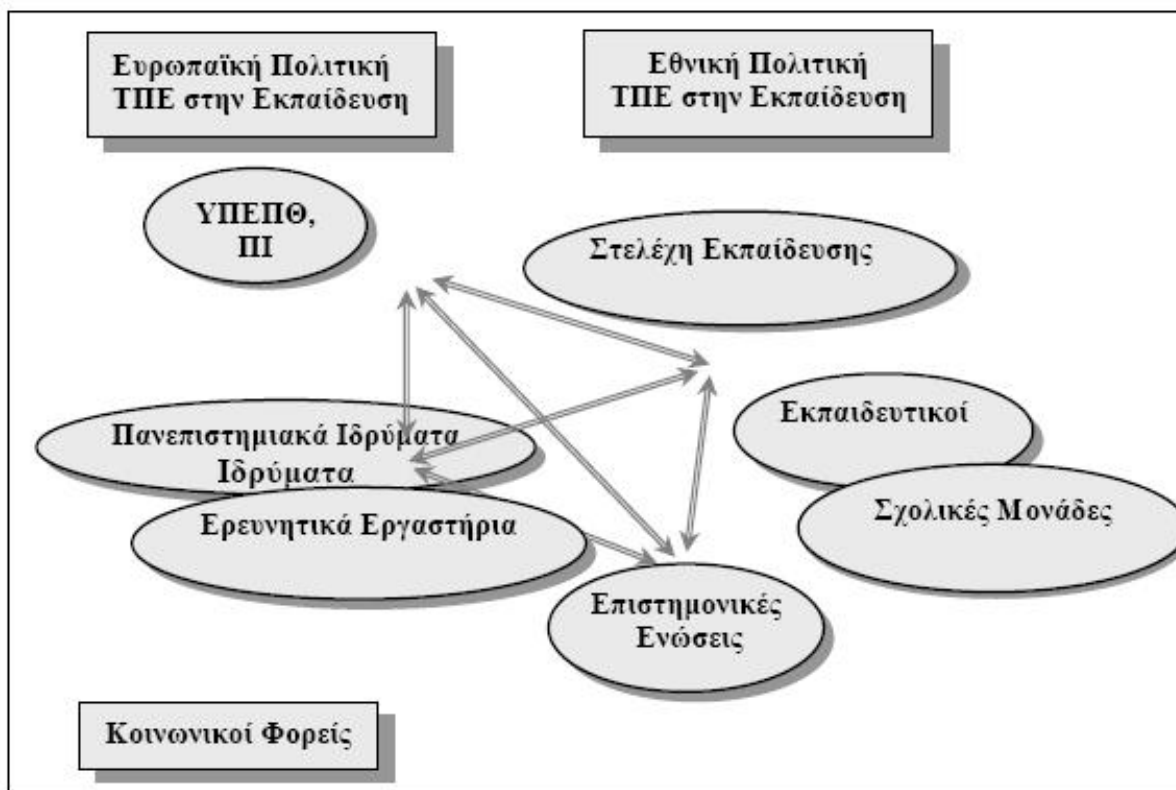 Ευρωπαϊκή Πολιτική
ΤΠΕ στην Εκπαίδευση
Εθνική Πολιτική
ΤΠΕ στην Εκπαίδευση
ΥΠΕΠΘ,
ΠΙ
Στελέχη Εκπαίδευσης
Εκπαιδευτικοί
Πανεπιστημιακά Ιδρύματα
Ιδρύματα
Σχολικές Μονάδες
Ερευνητικά Εργαστήρια
Επιστημονικές
Ενώσεις
Κοινωνικοί Φορείς